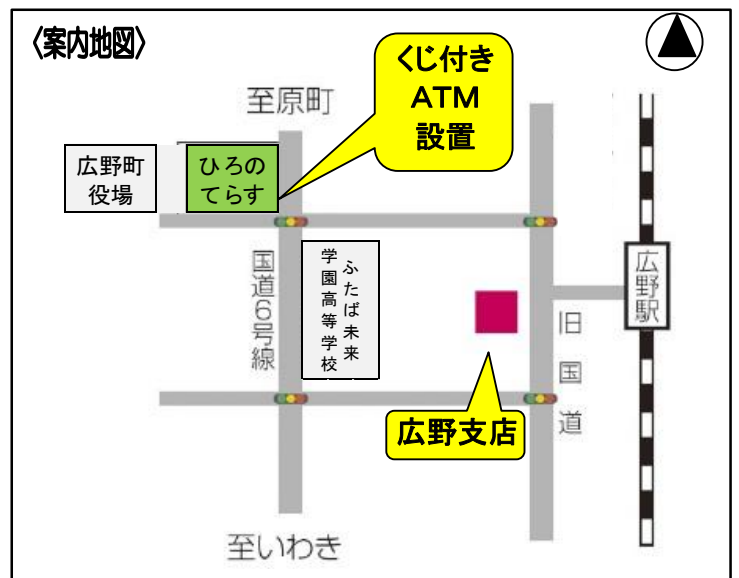 〈案内地図〉
くじ付き
ATM
設置
至原町
広野町
役場
ひろの
てらす
国道6号線
ふたば未来
学園高等学校
広野駅
旧国道
広野支店
至いわき